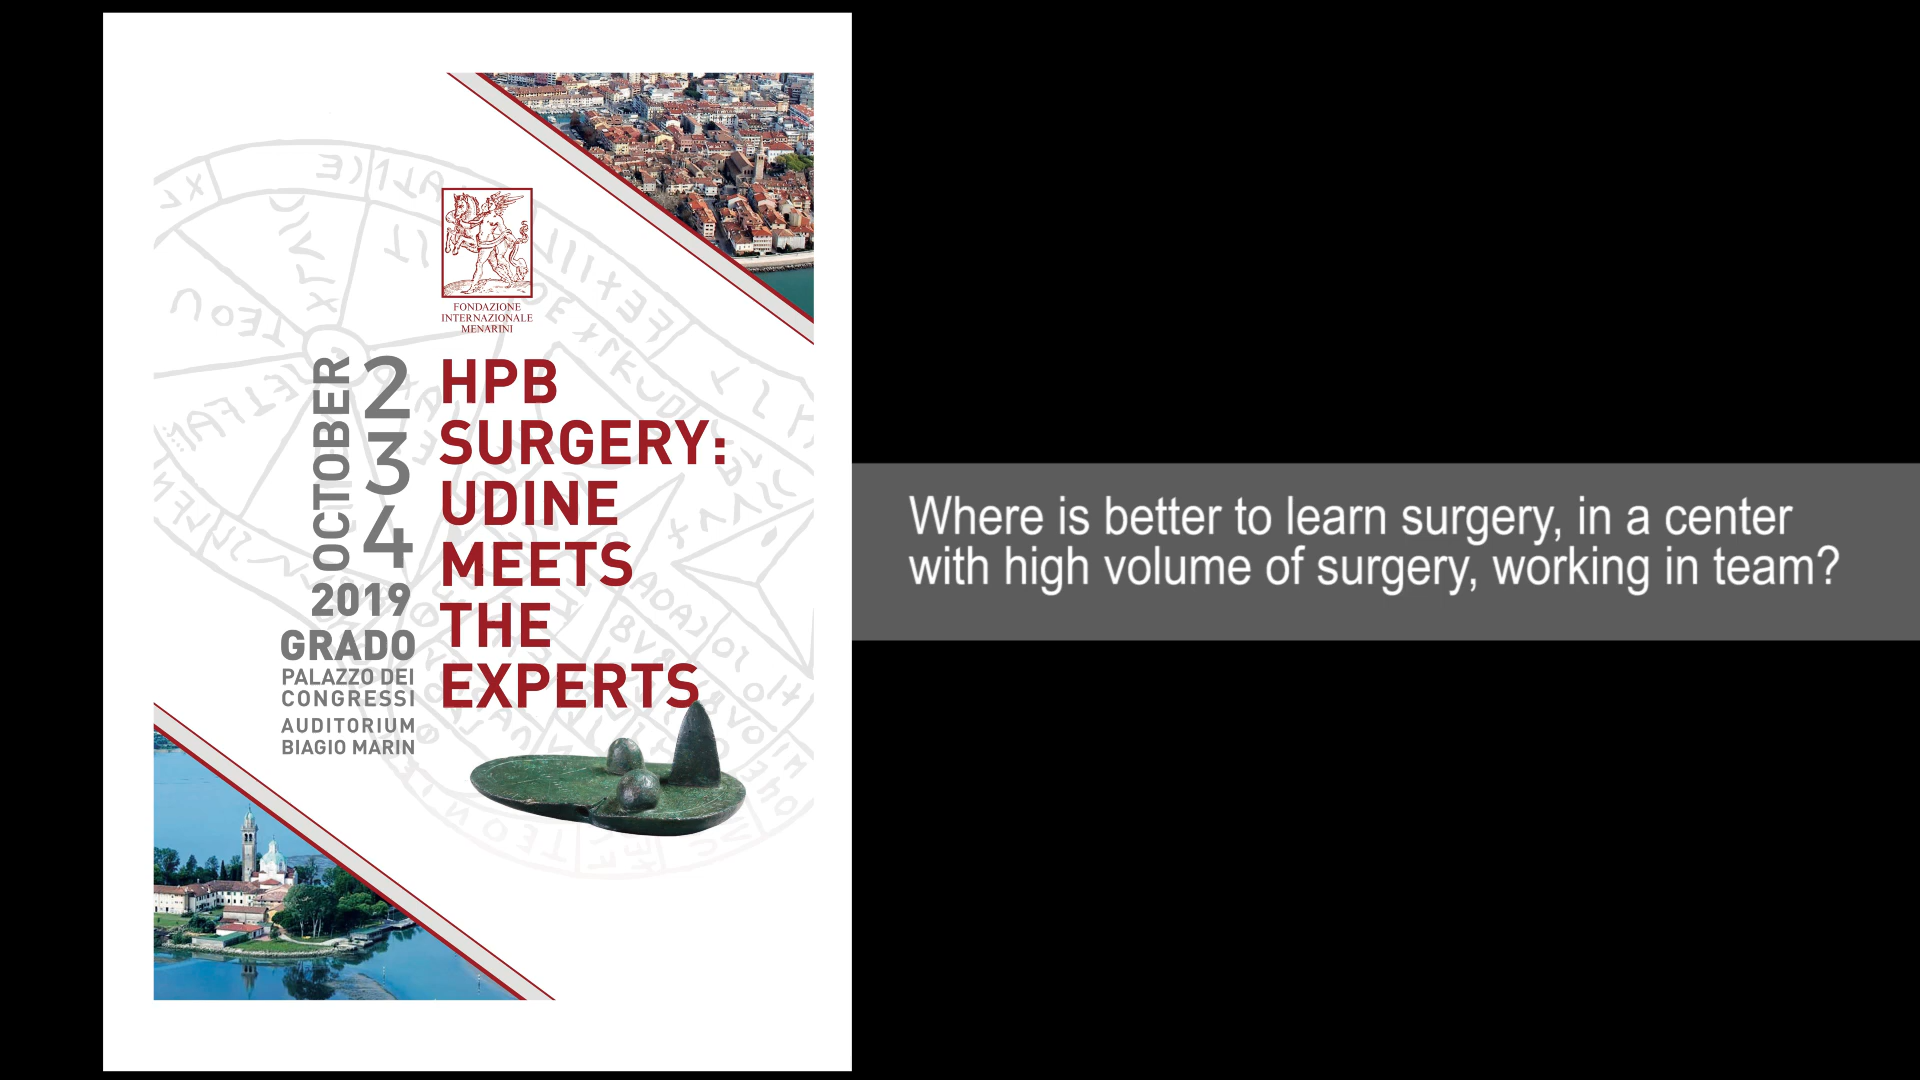 FONDAZIONE
INTERNAZIONALE
MENARINI
OCTOBER
2
3
4
2019
GRADO
PALAZZO DEI
CONGRESSI
AUDITORIUM
BIAGIO MARIN
HPB
SURGERY:
UDINE
MEETS
THE
EXPERTS
Where is better to learn surgery, in a center
with high volume of surgery, working in team?